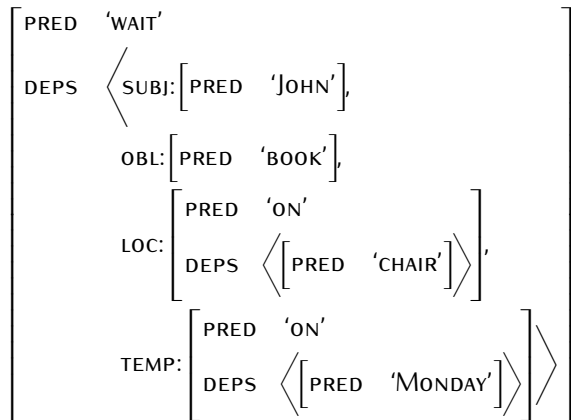 PRED ‘WAIT’
DEPS ⟨SUBJ:[PRED ‘JOHN’],
OBL:[PRED ‘BOOK’],
LOC:[PRED ‘ON’
DEPS ⟨[PRED ‘CHAIR’]⟩],
TEMP:[PRED ‘ON’
DEPS ⟨[PRED ‘MONDAY’]⟩]⟩